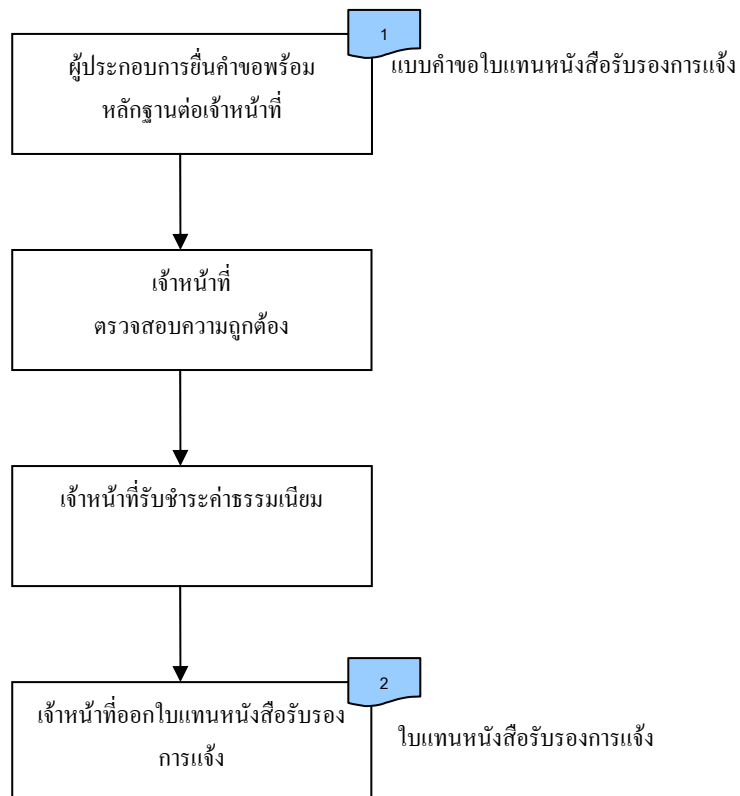 1
ผู้ประกอบการยื่นคำขอพร้อม
หลักฐานต่อเจ้าหน้าที่
แบบคำขอใบแทนหนังสือรับรองการแจ้ง
เจ้าหน้าที่
ตรวจสอบความถูกต้อง
เจ้าหน้าที่รับชำระค่าธรรมเนียม
2
เจ้าหน้าที่ออกใบแทนหนังสือรับรอง
การแจ้ง
ใบแทนหนังสือรับรองการแจ้ง